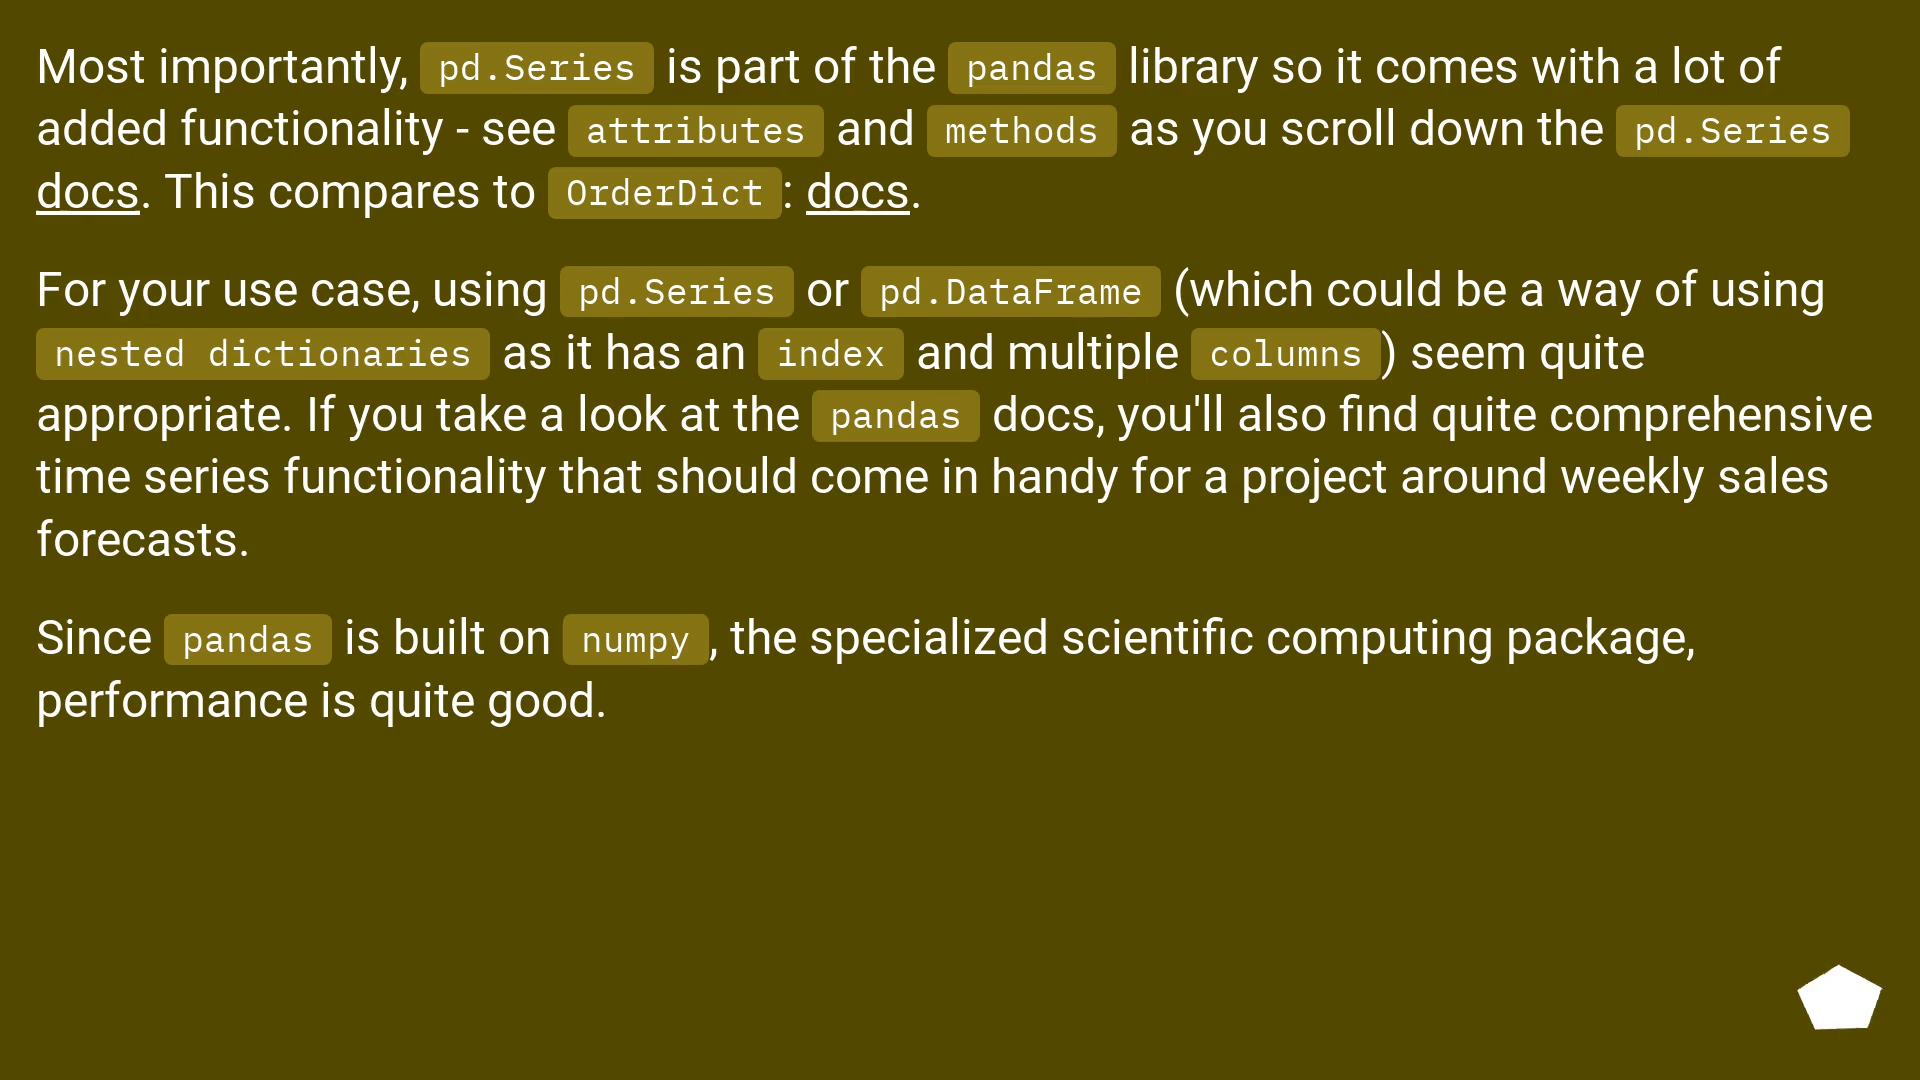 Most importantly, pd.Series is part of the pandas library so it comes with a lot of
added functionality - see attributes and methods as you scroll down the pd.Series
docs. This compares to OrderDict: docs.
For your use case, using pd.Series or pd.DataFrame (which could be a way of using
nested dictionaries as it has an index and multiple columns) seem quite
appropriate. If you take a look at the pandas docs, you'll also find quite comprehensive
time series functionality that should come in handy for a project around weekly sales
forecasts.
Since pandas is built on numpy, the specialized scientific computing package,
performance is quite good.